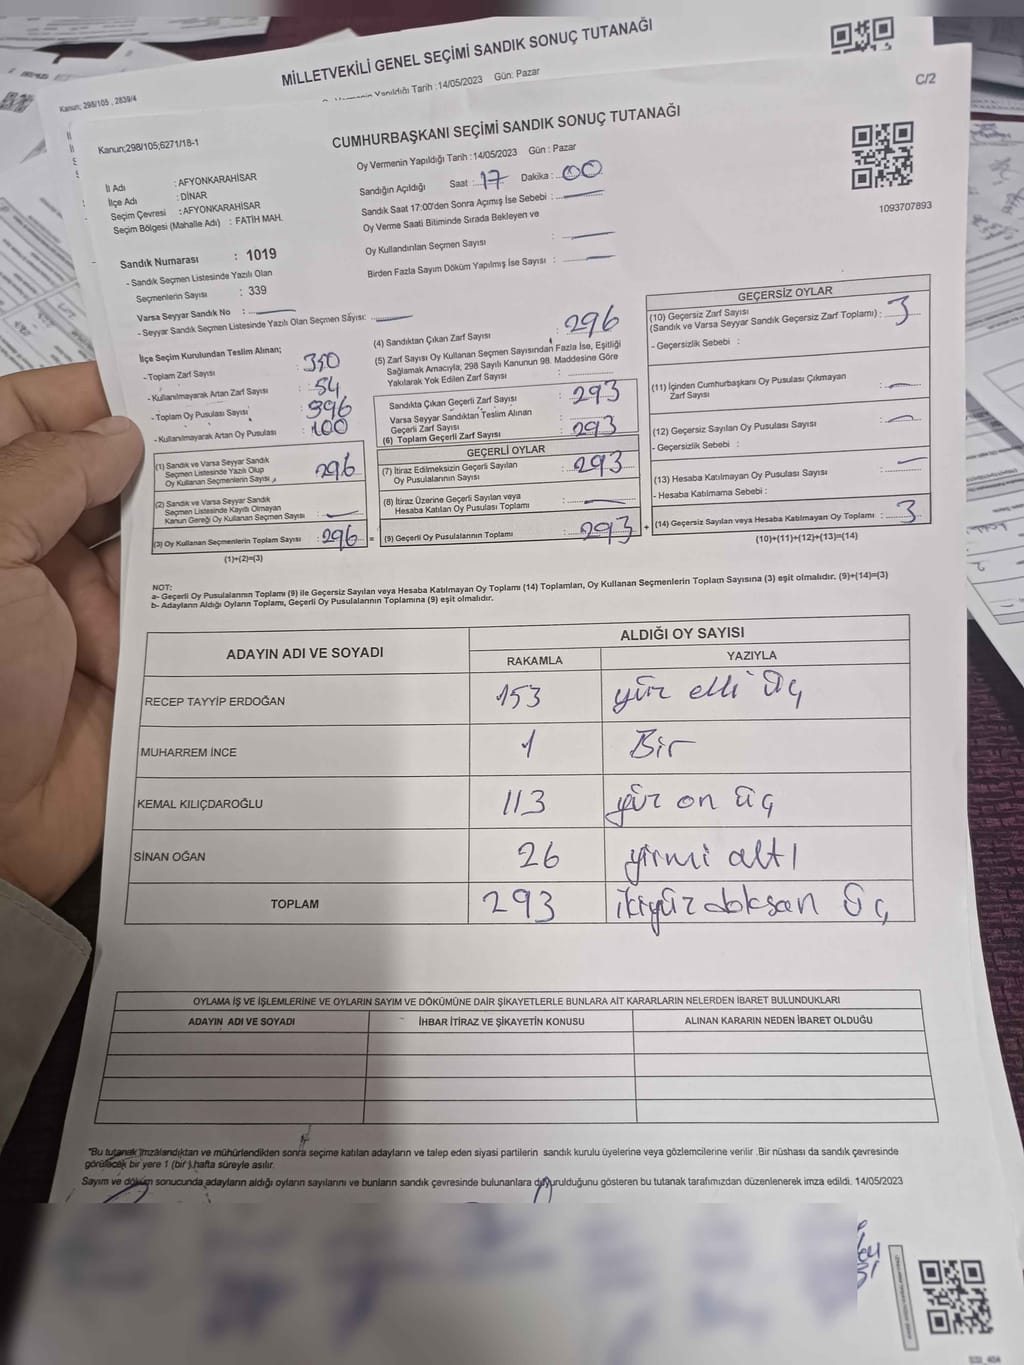 MİLLETVEKİLİ GENEL SEÇİMİ SANDIK SONUÇ TUTANAĞI
Kanun; 298/105 , 2839/4
Yapıldığı Tarih :14/05/2023 Gün: Pazar
C/2
Kanun;298/105;6271/18-1
CUMHURBAŞKANI SEÇİMİ SANDIK SONUÇ TUTANAĞI
Oy Vermenin Yapıldığı Tarih :14/05/2023 Gün : Pazar
İl Adı : AFYONKARAHİSAR
İlçe Adı : DİNAR
Seçim Çevresi : AFYONKARAHİSAR
Seçim Bölgesi (Mahalle Adı) : FATİH MAH.
Sandığın Açıldığı Saat : 17 Dakika : 00
Sandık Saat 17:00'den Sonra Açımış İse Sebebi :
Oy Verme Saati Bitiminde Sırada Bekleyen ve
Oy Kullandırılan Seçmen Sayısı :
Birden Fazla Sayım Döküm Yapılmış İse Sayısı :
1093707893
Sandık Numarası : 1019
- Sandık Seçmen Listesinde Yazılı Olan
Seçmenlerin Sayısı : 339
Varsa Seyyar Sandık No :
- Seyyar Sandık Seçmen Listesinde Yazılı Olan Seçmen Sayısı:
İlçe Seçim Kurulundan Teslim Alınan;
- Toplam Zarf Sayısı : 350
- Kullanılmayarak Artan Zarf Sayısı : 54
- Toplam Oy Pusulası Sayısı : 396
- Kullanılmayarak Artan Oy Pusulası : 100
(1) Sandık ve Varsa Seyyar Sandık
Seçmen Listesinde Yazılı Olup
Oy Kullanan Seçmenlerin Sayısı : 296
(2) Sandık ve Varsa Seyyar Sandık
Seçmen Listesinde Kayıtlı Olmayan
Kanun Gereği Oy Kullanan Seçmen Sayısı :
(3) Oy Kullanan Seçmenlerin Toplam Sayısı : 296 =
(1)+(2)=(3)
(4) Sandıktan Çıkan Zarf Sayısı : 296
(5) Zarf Sayısı Oy Kullanan Seçmen Sayısından Fazla İse, Eşitliği
Sağlamak Amacıyla, 298 Sayılı Kanunun 98. Maddesine Göre
Yakılarak Yok Edilen Zarf Sayısı :
Sandıkta Çıkan Geçerli Zarf Sayısı : 293
Varsa Seyyar Sandıktan Teslim Alınan
Geçerli Zarf Sayısı :
(6) Toplam Geçerli Zarf Sayısı : 293
GEÇERLİ OYLAR
(7) İtiraz Edilmeksizin Geçerli Sayılan
Oy Pusulalarının Sayısı : 293
(8) İtiraz Üzerine Geçerli Sayılan veya
Hesaba Katılan Oy Pusulası Toplamı :
(9) Geçerli Oy Pusulalarının Toplamı : 293 +
GEÇERSİZ OYLAR
(10) Geçersiz Zarf Sayısı
(Sandık ve Varsa Seyyar Sandık Geçersiz Zarf Toplamı) : 3
- Geçersizlik Sebebi :
(11) İçinden Cumhurbaşkanı Oy Pusulası Çıkmayan
Zarf Sayısı :
(12) Geçersiz Sayılan Oy Pusulası Sayısı :
- Geçersizlik Sebebi :
(13) Hesaba Katılmayan Oy Pusulası Sayısı :
- Hesaba Katılmama Sebebi :
(14) Geçersiz Sayılan veya Hesaba Katılmayan Oy Toplamı : 3
(10)+(11)+(12)+(13)=(14)
NOT:
a- Geçerli Oy Pusulalarının Toplamı (9) ile Geçersiz Sayılan veya Hesaba Katılmayan Oy Toplamı (14) Toplamları, Oy Kullanan Seçmenlerin Toplam Sayısına (3) eşit olmalıdır. (9)+(14)=(3)
b- Adayların Aldığı Oyların Toplamı, Geçerli Oy Pusulalarının Toplamına (9) eşit olmalıdır.
ADAYIN ADI VE SOYADI
ALDIĞI OY SAYISI
RAKAMLA YAZIYLA
RECEP TAYYİP ERDOĞAN 153 yüz elli üç
MUHARREM İNCE 1 Bir
KEMAL KILIÇDAROĞLU 113 yüz on üç
SİNAN OĞAN 26 yirmi altı
TOPLAM 293 ikiyüz doksan üç
OYLAMA İŞ VE İŞLEMLERİNE VE OYLARIN SAYIM VE DÖKÜMÜNE DAİR ŞİKAYETLERLE BUNLARA AİT KARARLARIN NELERDEN İBARET BULUNDUKLARI
ADAYIN ADI VE SOYADI İHBAR İTİRAZ VE ŞİKAYETİN KONUSU ALINAN KARARIN NEDEN İBARET OLDUĞU
"Bu tutanak imzalandıktan ve mühürlendikten sonra seçime katılan adayların ve talep eden siyasi partilerin sandık kurulu üyelerine veya gözlemcilerine verilir .Bir nüshası da sandık çevresinde
görülecek bir yere 1 (bir ) hafta süreyle asılır.
Sayım ve döküm sonucunda adayların aldığı oyların sayılarını ve bunların sandık çevresinde bulunanlara duyurulduğunu gösteren bu tutanak tarafımızdan düzenlenerek imza edildi. 14/05/2023